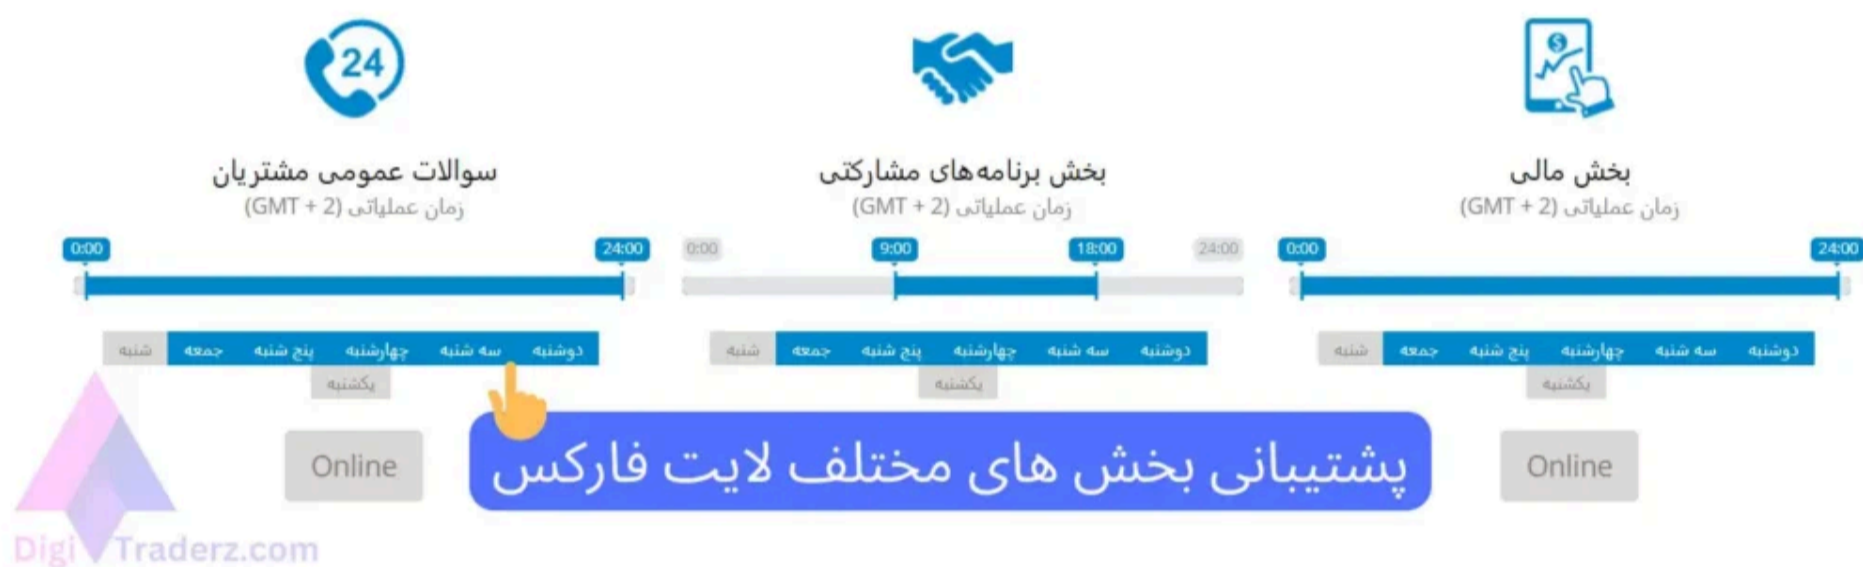 24
سوالات عمومی مشتریان
زمان عملیاتی (GMT + 2)
0:00 24:00
دوشنبه سه شنبه چهارشنبه پنج شنبه جمعه شنبه
یکشنبه
Online
بخش برنامه‌های مشارکتی
زمان عملیاتی (GMT + 2)
0:00 9:00 18:00 24:00
دوشنبه سه شنبه چهارشنبه پنج شنبه جمعه شنبه
یکشنبه
$
بخش مالی
زمان عملیاتی (GMT + 2)
0:00 24:00
دوشنبه سه شنبه چهارشنبه پنج شنبه جمعه شنبه
یکشنبه
Online
پشتیبانی بخش های مختلف لایت فارکس
Digi Traderz.com